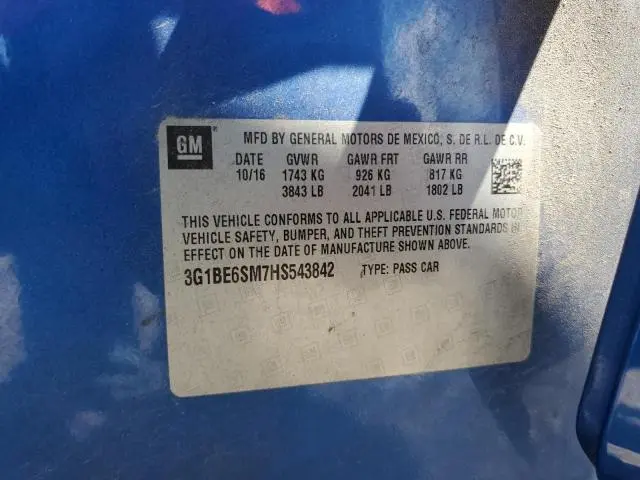 GM MFD BY GENERAL MOTORS DE MEXICO, S. DE R.L. DE C.V.
DATE GVWR GAWR FRT GAWR RR
10/16 1743 KG 926 KG 817 KG
3843 LB 2041 LB 1802 LB
THIS VEHICLE CONFORMS TO ALL APPLICABLE U.S. FEDERAL MOTOR
VEHICLE SAFETY, BUMPER, AND THEFT PREVENTION STANDARDS IN
EFFECT ON THE DATE OF MANUFACTURE SHOWN ABOVE.
3G1BE6SM7HS543842 TYPE: PASS CAR